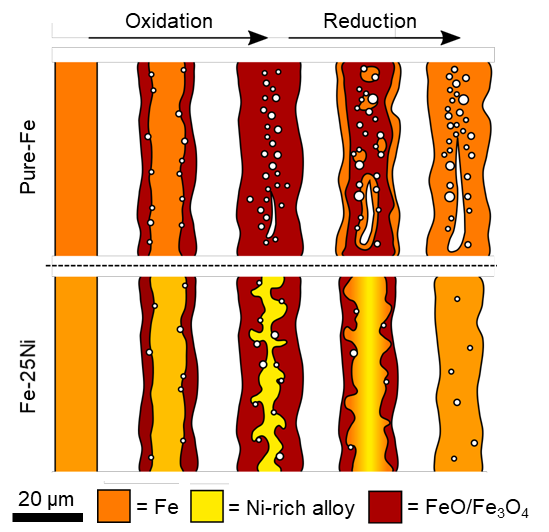 Oxidation Reduction
Pure-Fe
Fe-25Ni
20 µm
= Fe = Ni-rich alloy = FeO/Fe₃O₄